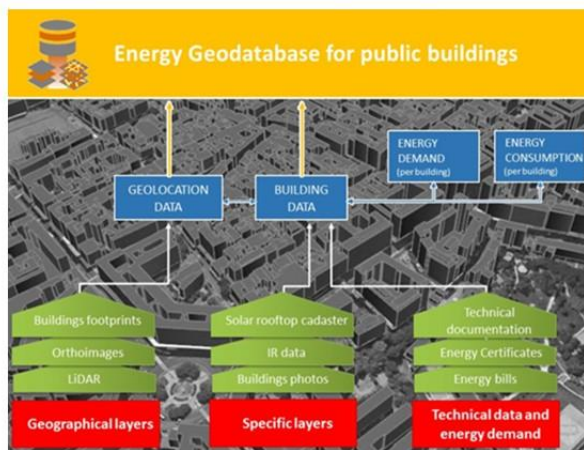 Energy Geodatabase for public buildings
ENERGY
DEMAND
(per building)
ENERGY
CONSUMPTION
(per building)
GEOLOCATION
DATA
BUILDING
DATA
Buildings footprints
Orthoimages
LiDAR
Geographical layers
Solar rooftop cadaster
IR data
Buildings photos
Specific layers
Technical
documentation
Energy Certificates
Energy bills
Technical data and
energy demand